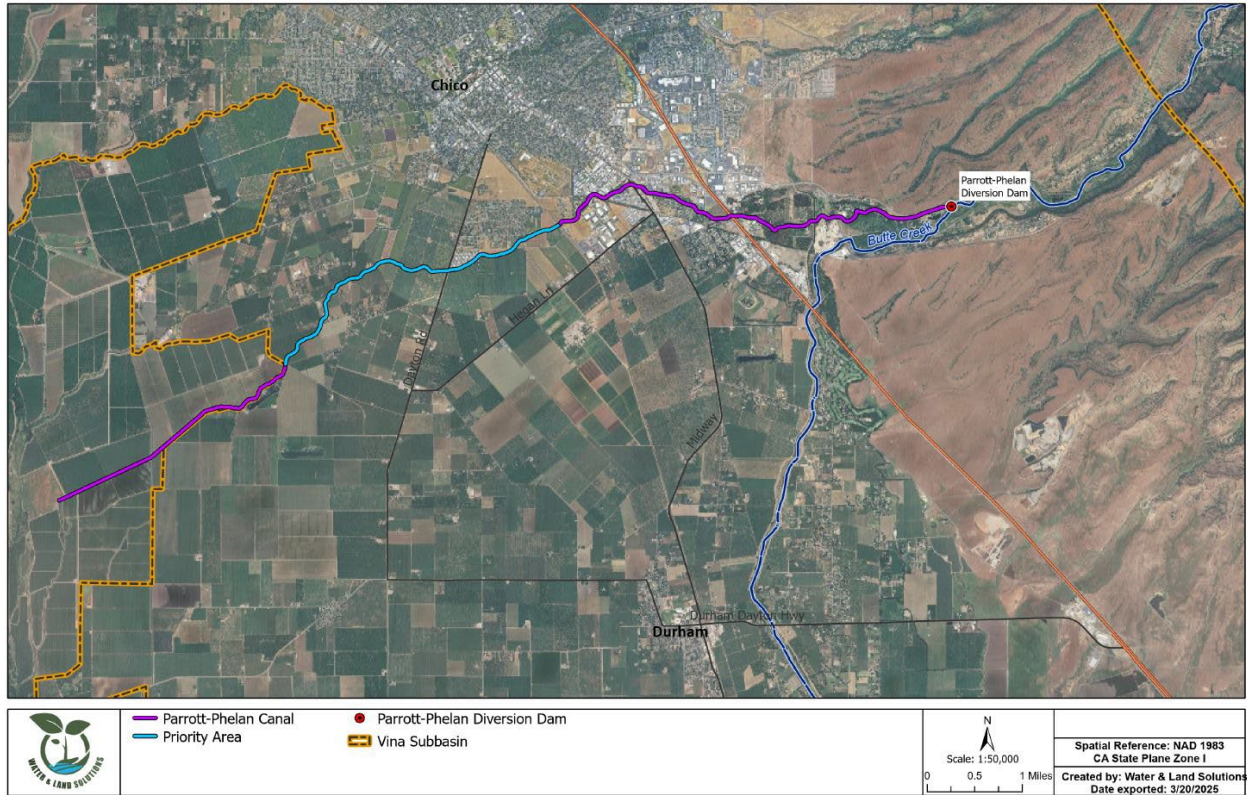 Chico
Parrott-Phelan
Diversion Dam
Butte Creek
Hegan Ln
Dayton Rd
Midway
Durham Dayton Hwy
Durham
WATER & LAND SOLUTIONS
Parrott-Phelan Canal
Priority Area
Parrott-Phelan Diversion Dam
Vina Subbasin
N
Scale: 1:50,000
0 0.5 1 Miles
Spatial Reference: NAD 1983
CA State Plane Zone I
Created by: Water & Land Solutions
Date exported: 3/20/2025